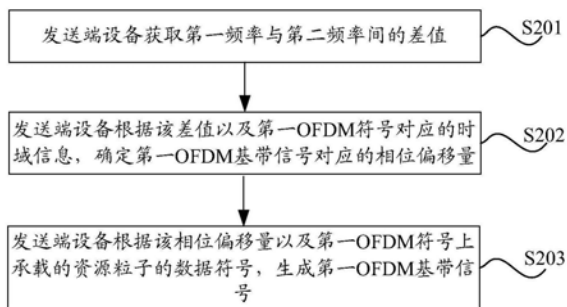 发送端设备获取第一频率与第二频率间的差值
S201
发送端设备根据该差值以及第一OFDM符号对应的时
域信息，确定第一OFDM基带信号对应的相位偏移量
S202
发送端设备根据该相位偏移量以及第一OFDM符号上
承载的资源粒子的数据符号，生成第一OFDM基带信
号
S203